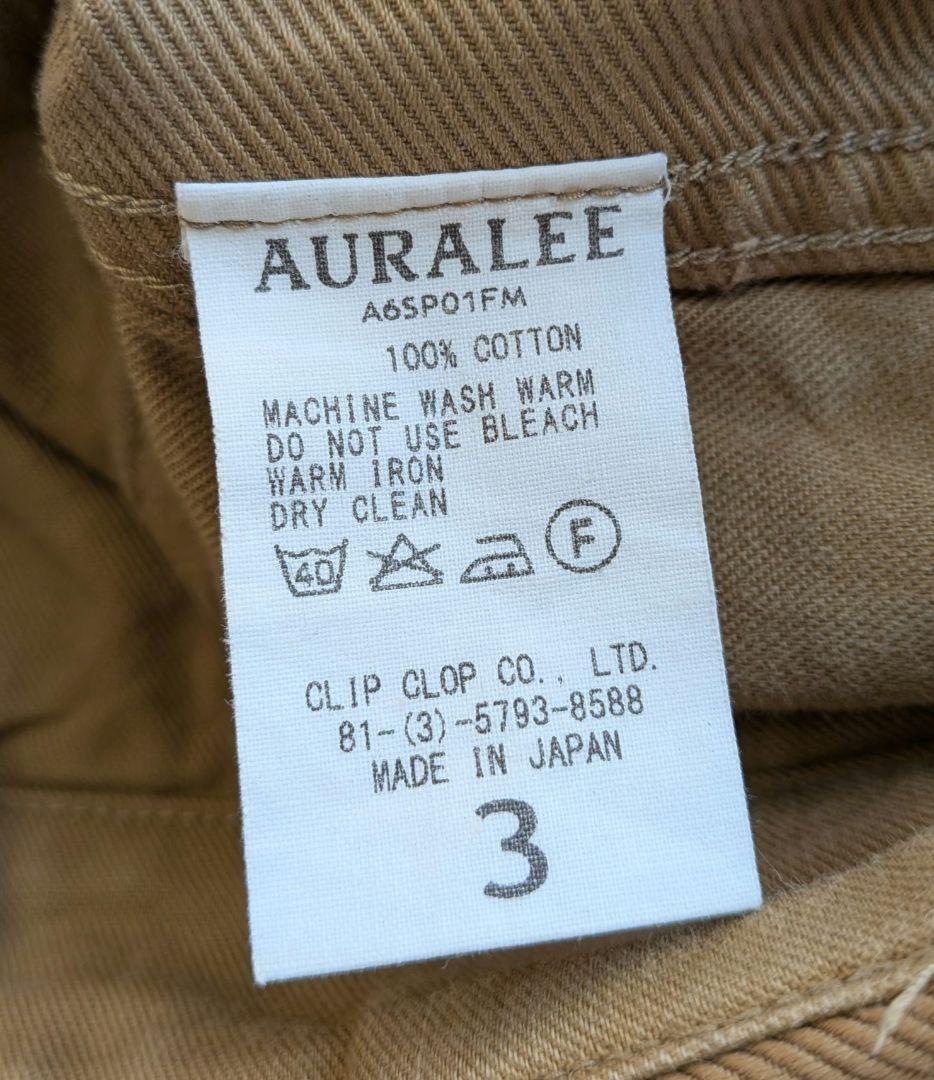 AURALEE
A6SP01FM
100% COTTON
MACHINE WASH WARM
DO NOT USE BLEACH
WARM IRON
DRY CLEAN
40 F
CLIP CLOP CO., LTD.
81-(3)-5793-8588
MADE IN JAPAN
3